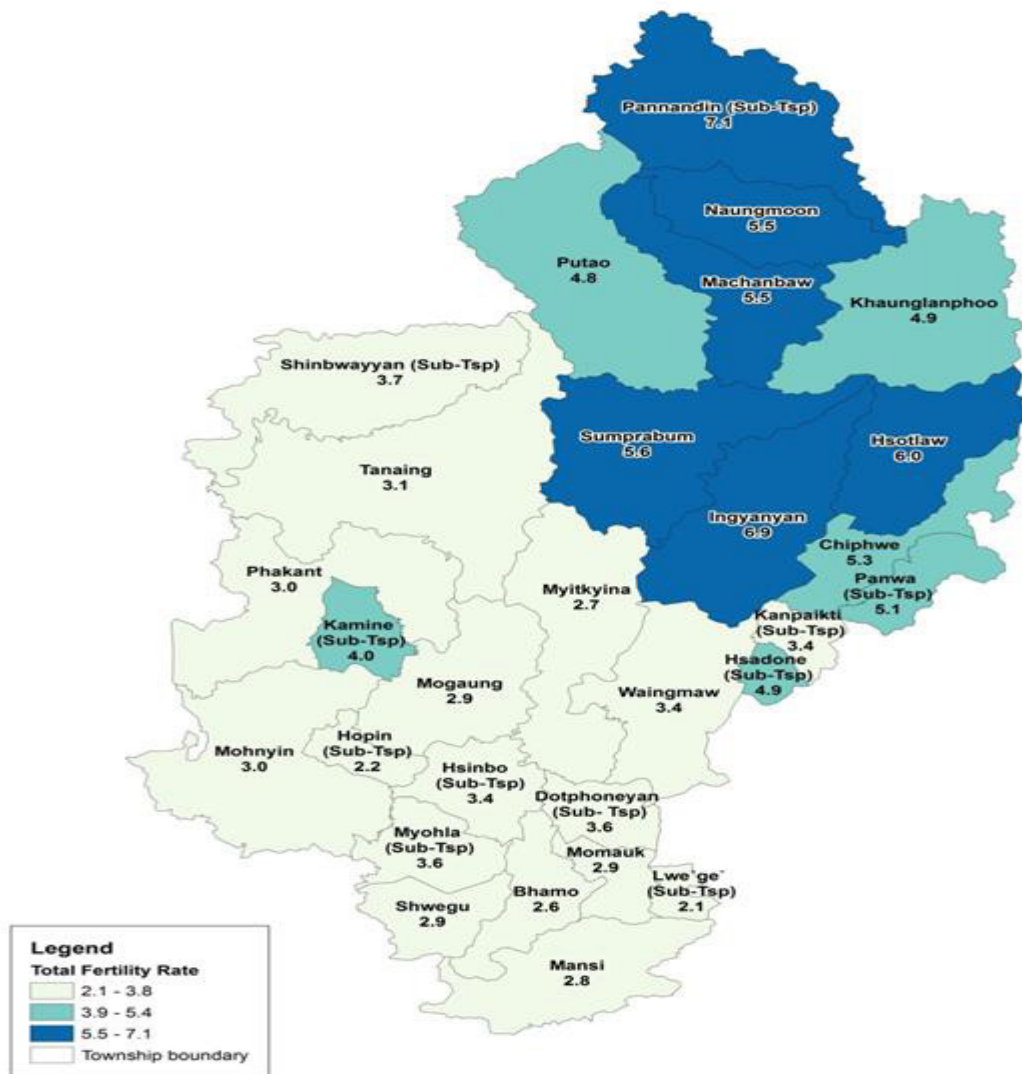 Pannandin (Sub-Tsp)
7.1
Naungmoon
5.5
Putao
4.8
Machanbaw
5.5
Khaunglanphoo
4.9
Shinbwayyan (Sub-Tsp)
3.7
Sumprabum
5.6
Hsotlaw
6.0
Tanaing
3.1
Ingyanyan
6.9
Chiphwe
5.3
Phakant
3.0
Myitkyina
2.7
Panwa
(Sub-Tsp)
5.1
Kamine
(Sub-Tsp)
4.0
Kanpaikti
(Sub-Tsp)
3.4
Hsadone
(Sub-Tsp)
4.9
Mogaung
2.9
Waingmaw
3.4
Mohnyin
3.0
Hopin
(Sub-Tsp)
2.2
Hsinbo
(Sub-Tsp)
3.4
Dotphoneyan
(Sub- Tsp)
3.6
Myohla
(Sub-Tsp)
3.6
Momauk
2.9
Lwe`ge`
(Sub-Tsp)
2.1
Shwegu
2.9
Bhamo
2.6
Mansi
2.8
Legend
Total Fertility Rate
2.1 - 3.8
3.9 - 5.4
5.5 - 7.1
Township boundary